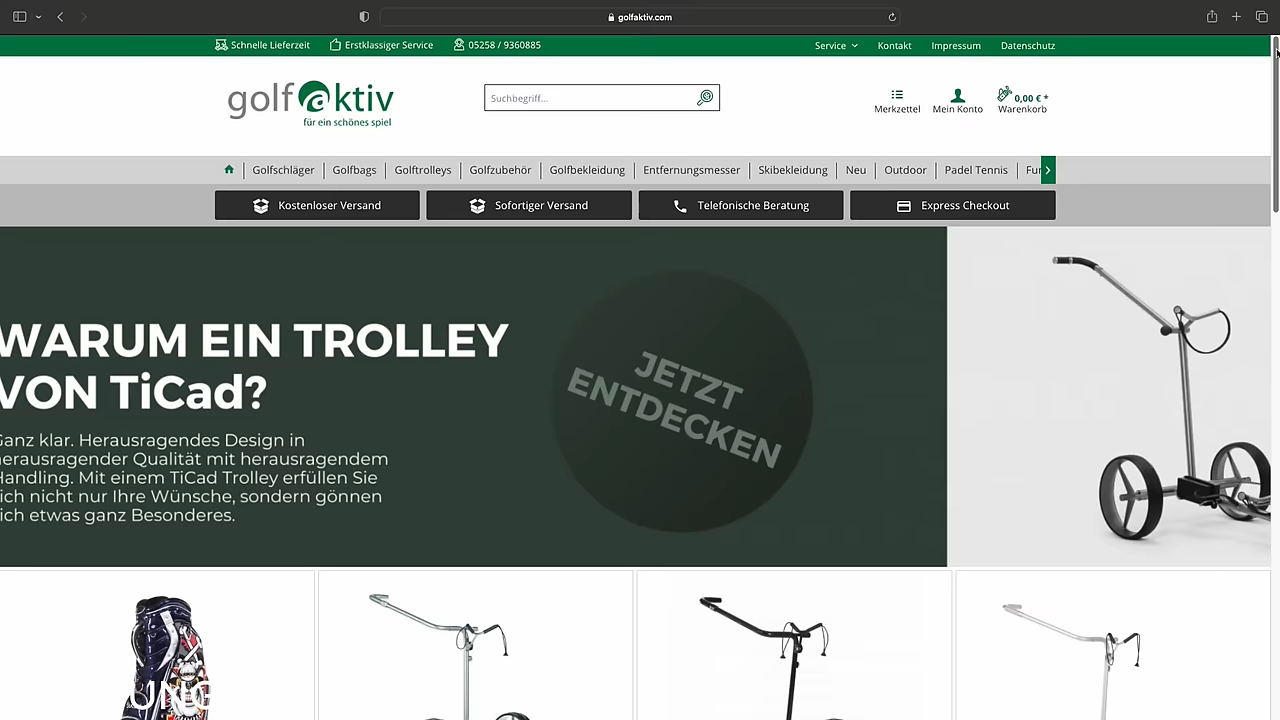 golfaktiv.com
Schnelle Lieferzeit Erstklassiger Service 05258 / 9360885 Service Kontakt Impressum Datenschutz
golf aktiv
für ein schönes spiel
Suchbegriff...
Merkzettel Mein Konto 0,00 € * Warenkorb
Golfschläger Golfbags Golftrolleys Golfzubehör Golfbekleidung Entfernungsmesser Skibekleidung Neu Outdoor Padel Tennis
Kostenloser Versand Sofortiger Versand Telefonische Beratung Express Checkout
WARUM EIN TROLLEY
VON TiCad?
JETZT
ENTDECKEN
Ganz klar. Herausragendes Design in
herausragender Qualität mit herausragendem
Handling. Mit einem TiCad Trolley erfüllen Sie
sich nicht nur Ihre Wünsche, sondern gönnen
sich etwas ganz Besonderes.